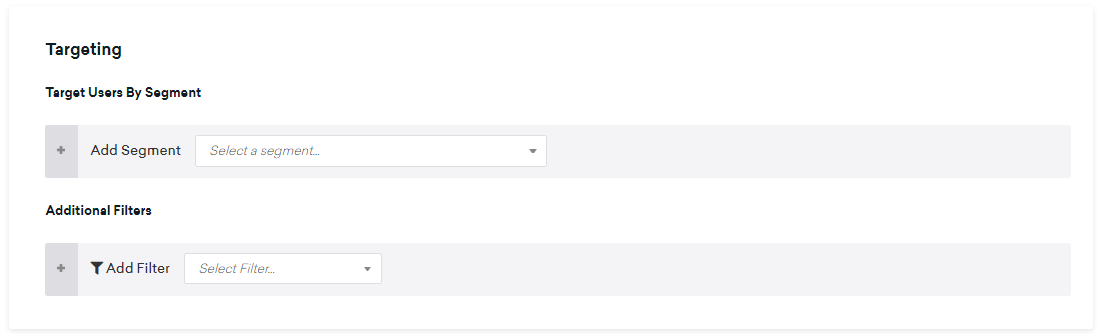 Targeting
Target Users By Segment
+ Add Segment Select a segment...
Additional Filters
+ Add Filter Select Filter...